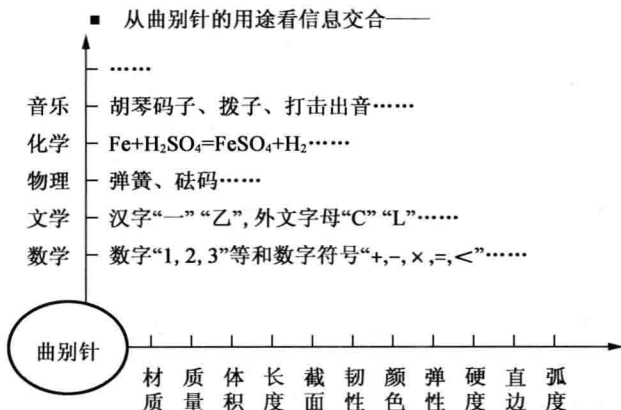 ■ 从曲别针的用途看信息交合——
……
音乐 胡琴码子、拨子、打击出音……
化学 Fe+H₂SO₄=FeSO₄+H₂……
物理 弹簧、砝码……
文学 汉字“一”“乙”，外文字母“C”“L”……
数学 数字“1, 2, 3”等和数字符号“+,−,×,=,<”……
曲别针
材质 质量 体积 长度 截面 韧性 颜色 弹性 硬度 直边 弧度